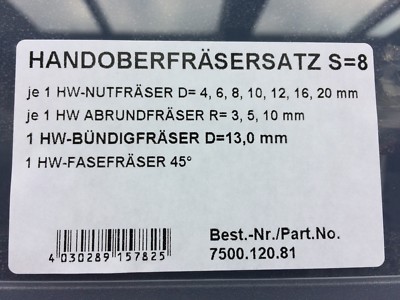 HANDOBERFRÄSERSATZ S=8
je 1 HW-NUTFRÄSER D= 4, 6, 8, 10, 12, 16, 20 mm
je 1 HW ABRUNDFRÄSER R= 3, 5, 10 mm
1 HW-BÜNDIGFRÄSER D=13,0 mm
1 HW-FASEFRÄSER 45°
Best.-Nr./Part.No.
7500.120.81
4 030289 157825